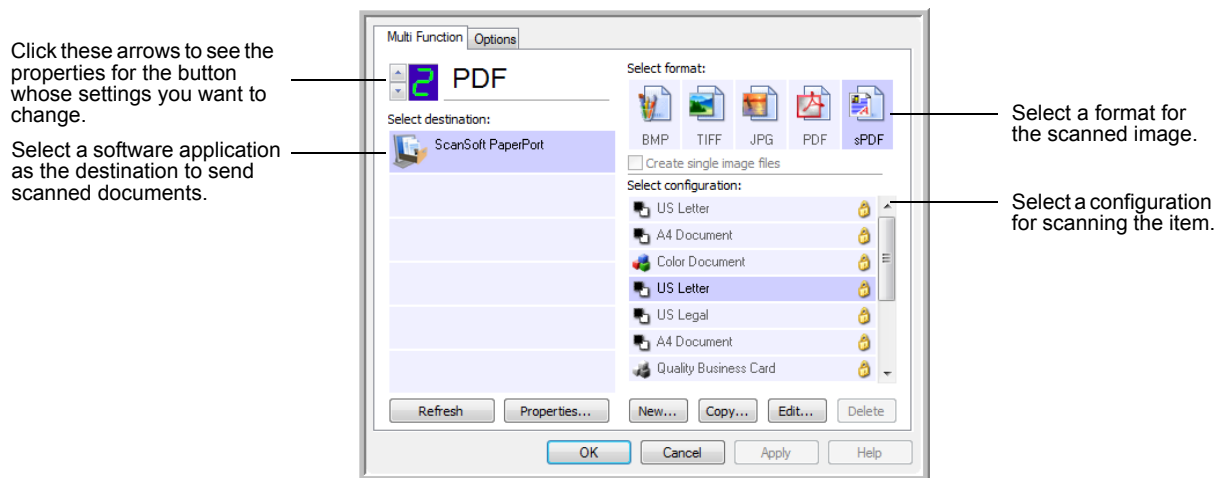 Click these arrows to see the
properties for the button
whose settings you want to
change.
Select a software application
as the destination to send
scanned documents.
Multi Function
Options
2
PDF
Select destination:
ScanSoft PaperPort
Refresh
Properties...
Select format:
BMP TIFF JPG PDF sPDF
Create single image files
Select configuration:
US Letter
A4 Document
Color Document
US Letter
US Legal
A4 Document
Quality Business Card
New... Copy... Edit... Delete
OK Cancel Apply Help
Select a format for
the scanned image.
Select a configuration
for scanning the item.